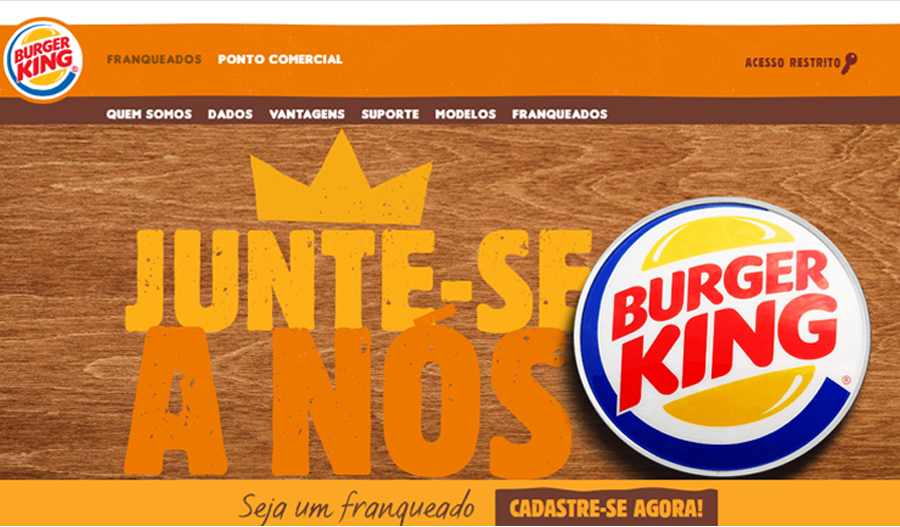 BURGER
KING®
FRANQUEADOS PONTO COMERCIAL
ACESSO RESTRITO
QUEM SOMOS DADOS VANTAGENS SUPORTE MODELOS FRANQUEADOS
JUNTE-SE
A NÓS
BURGER
KING
®
Seja um franqueado
CADASTRE-SE AGORA!